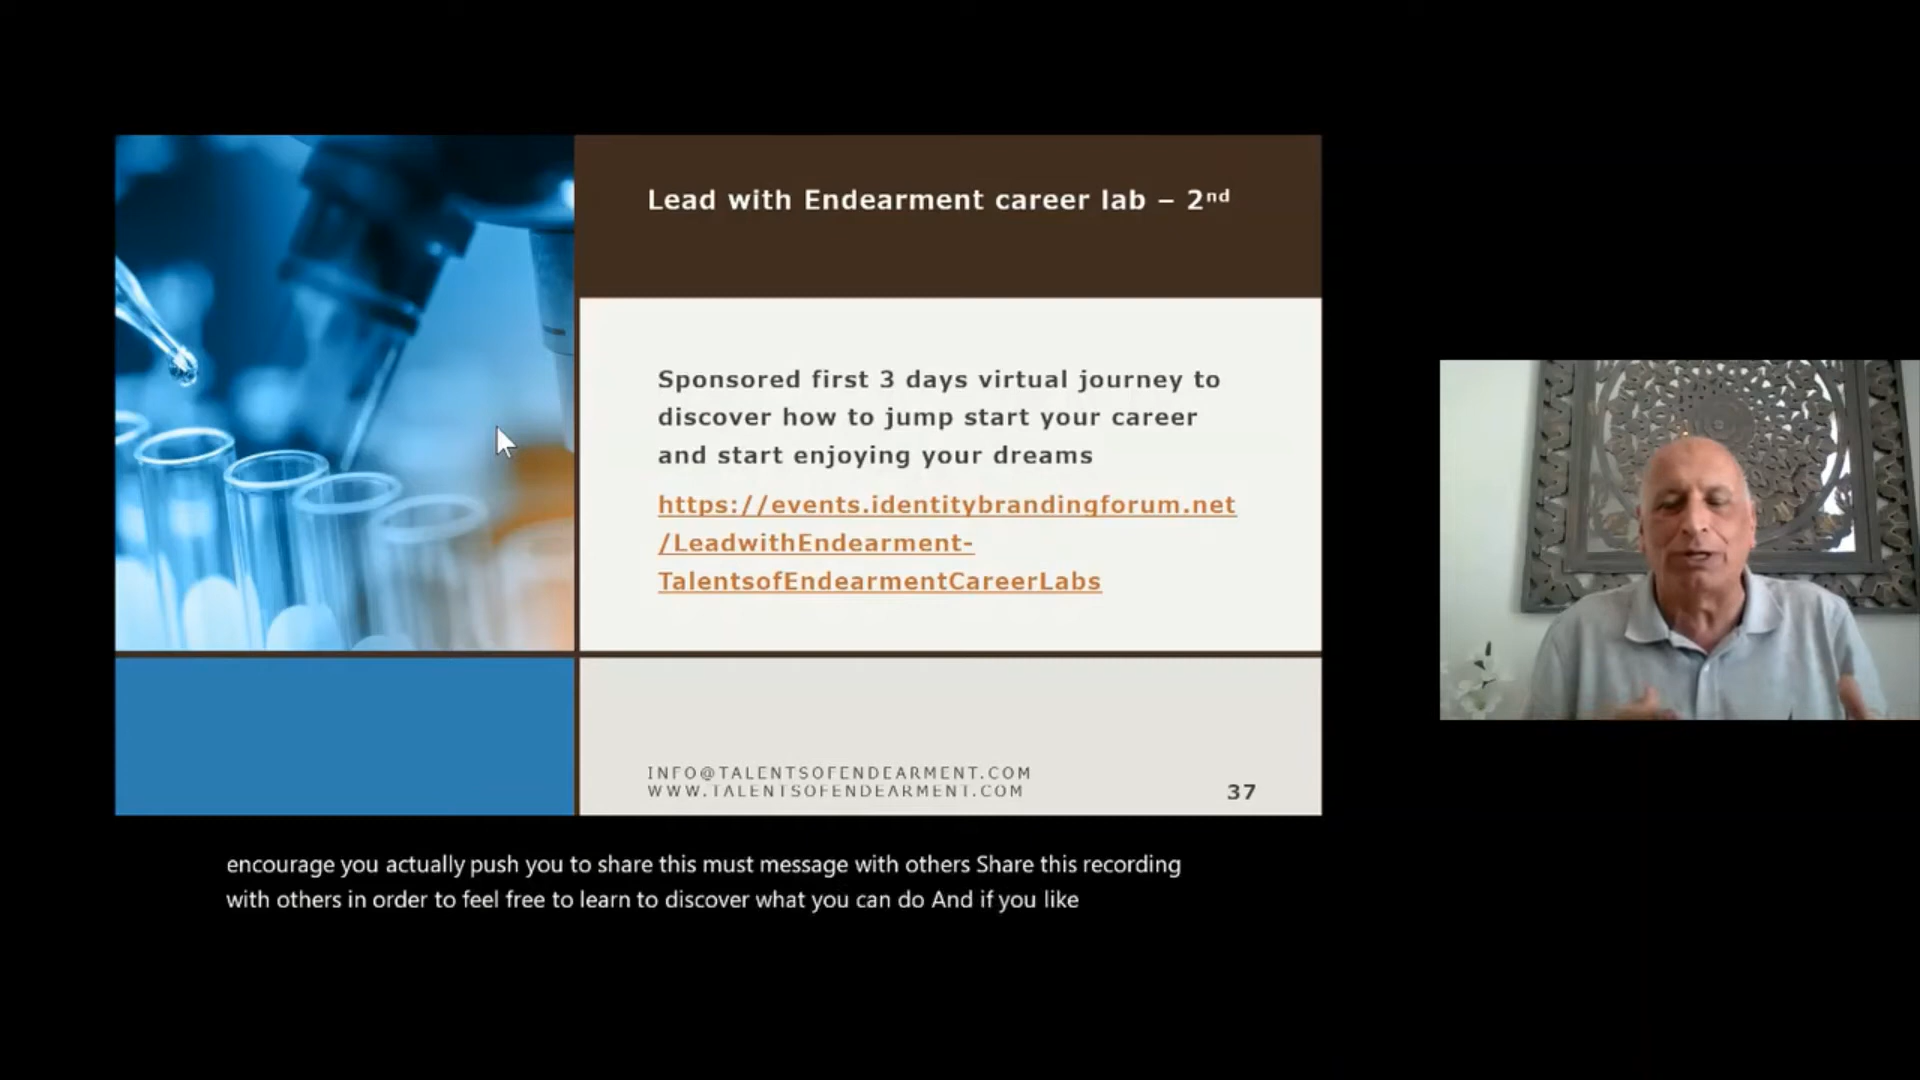 Lead with Endearment career lab – 2nd
Sponsored first 3 days virtual journey to
discover how to jump start your career
and start enjoying your dreams
https://events.identitybrandingforum.net
/LeadwithEndearment-
TalentsofEndearmentCareerLabs
INFO@TALENTSOFENDEARMENT.COM
WWW.TALENTSOFENDEARMENT.COM
37
encourage you actually push you to share this must message with others Share this recording
with others in order to feel free to learn to discover what you can do And if you like